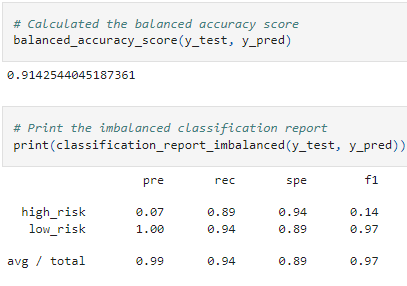 # Calculated the balanced accuracy score
balanced_accuracy_score(y_test, y_pred)
0.9142544045187361
# Print the imbalanced classification report
print(classification_report_imbalanced(y_test, y_pred))
pre rec spe f1
high_risk 0.07 0.89 0.94 0.14
low_risk 1.00 0.94 0.89 0.97
avg / total 0.99 0.94 0.89 0.97